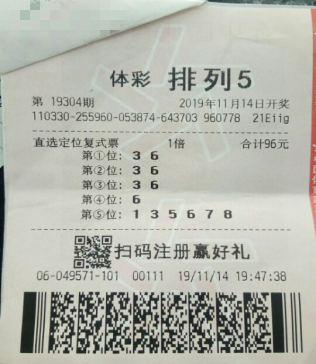 体彩 排列5
第 19304期 2019年11月14日开奖
110330-255960-053874-643703 960778 21Eiig
直选定位复式票 1倍 合计96元
第①位: 3 6
第②位: 3 6
第③位: 3 6
第④位: 6
第⑤位: 1 3 5 6 7 8
扫码注册赢好礼
06-049571-101 00111 19/11/14 19:47:38